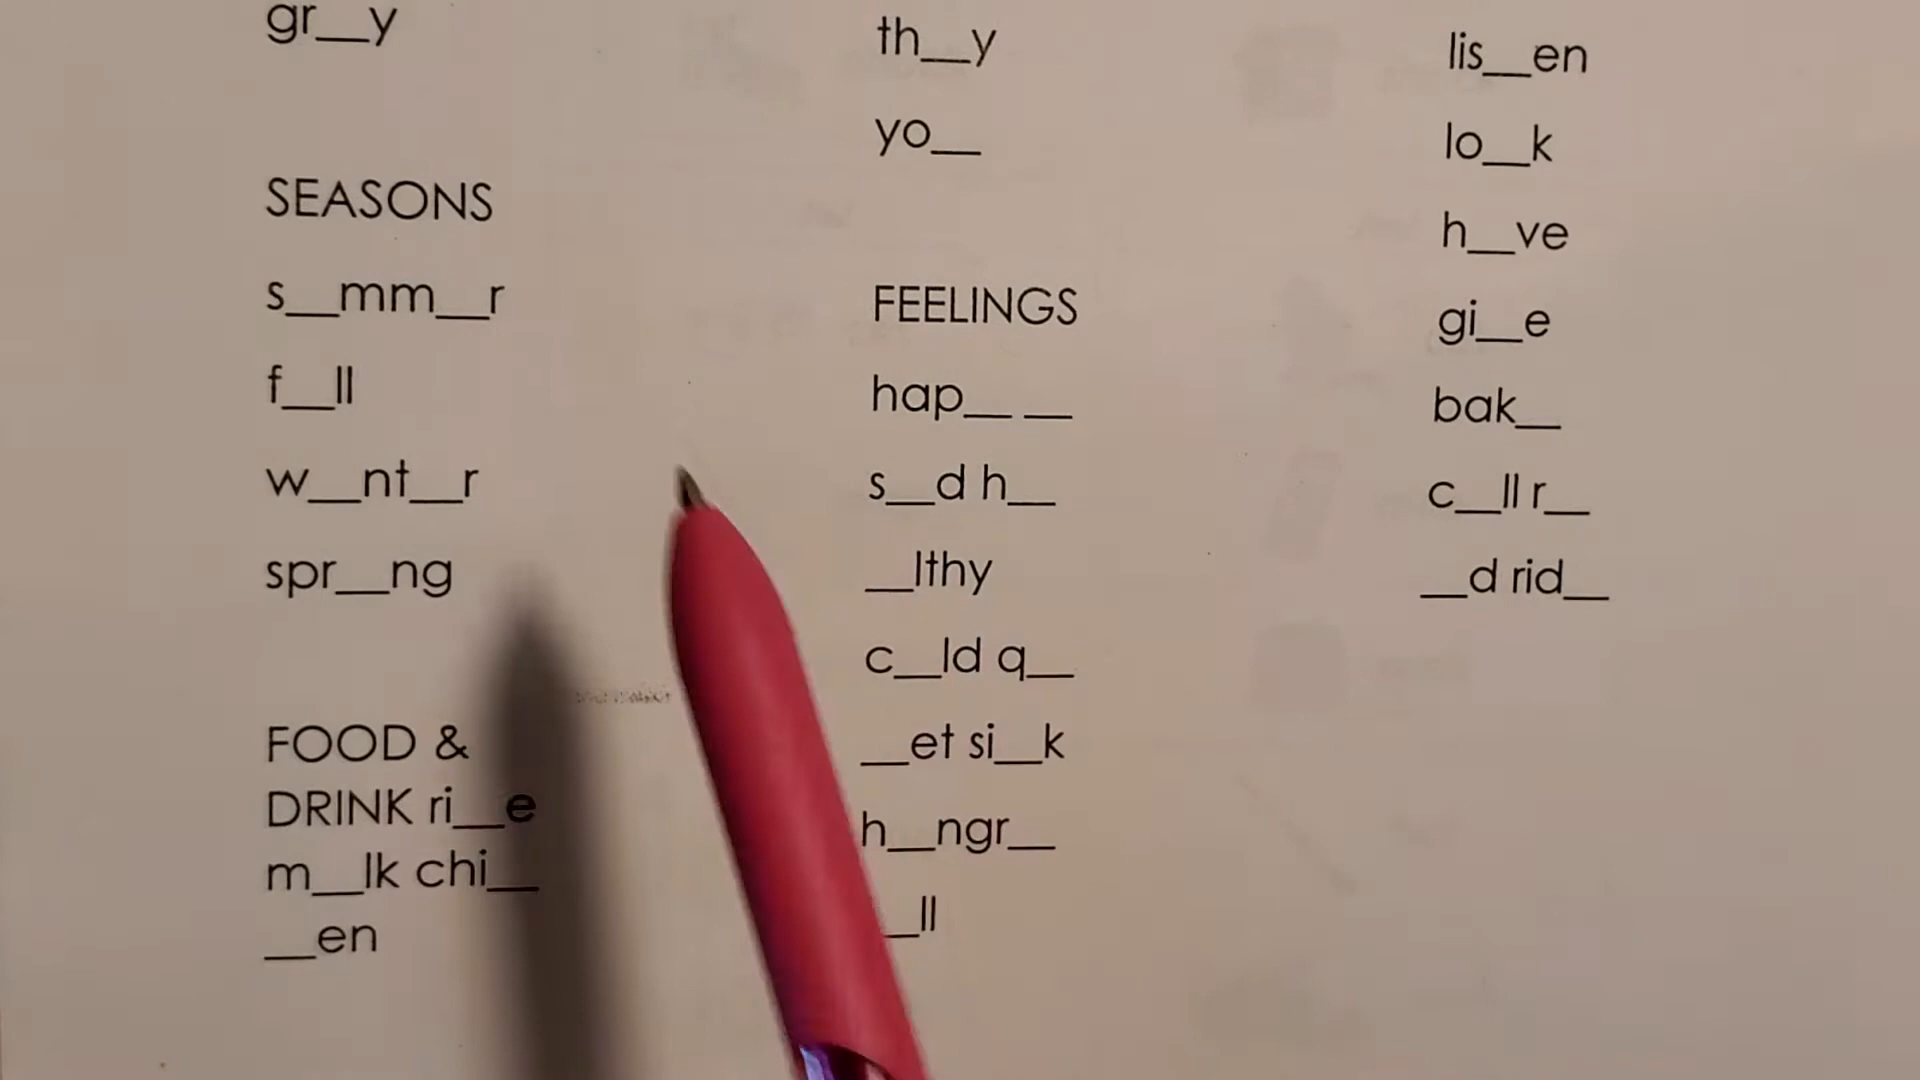 gr__y
SEASONS
s__mm__r
f__ll
w__nt__r
spr__ng
FOOD &
DRINK ri__e
m__lk chi__
__en
th__y
yo__
FEELINGS
hap__ __
s__d h__
__lthy
c__ld q__
__et si__k
h__ngr__
__ll
lis__en
lo__k
h__ve
gi__e
bak__
c__ll r__
__d rid__